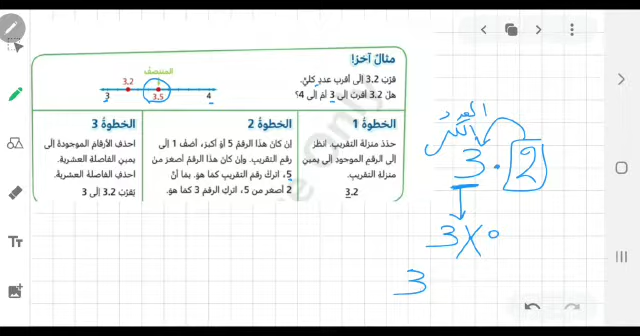 مثال آخر!
قرّب 3.2 إلى أقرب عدد كليّ.
هل 3.2 أقرب إلى 3 أم إلى 4؟
المنتصف
3.2
3
3.5
4
الخطوة 1
حدّد منزلة التقريب. انظر
إلى الرقم الموجود إلى يمين
منزلة التقريب.
3.2
الخطوة 2
إن كان هذا الرقم 5 أو أكبر، أضف 1 إلى
رقم التقريب. وإن كان هذا الرقم أصغر من
5، اترك رقم التقريب كما هو. بما أنّ
2 أصغر من 5، اترك الرقم 3 كما هو.
الخطوة 3
احذف الأرقام الموجودة إلى
يمين الفاصلة العشرية.
احذف الفاصلة العشرية.
يُقرّب 3.2 إلى 3
العدد
الكلي
3.2
3
3